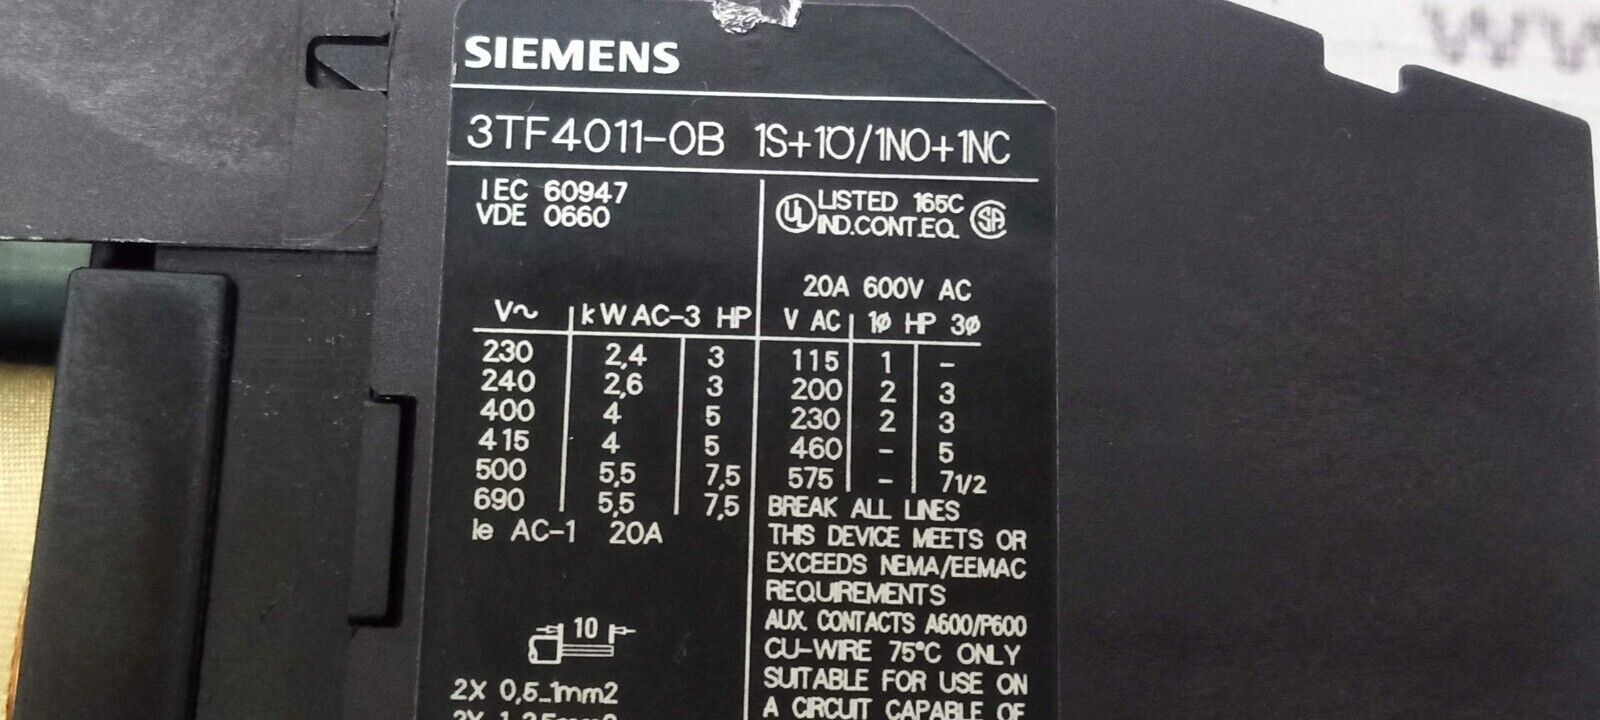 SIEMENS
3TF4011-0B 1S+1Ö/1NO+1NC
IEC 60947
VDE 0660
V~ kW AC-3 HP
230 2,4 3
240 2,6 3
400 4 5
415 4 5
500 5,5 7,5
690 5,5 7,5
Ie AC-1 20A
10
2X 0,5...1mm2
UL LISTED 165C SA
IND.CONT.EQ.
20A 600V AC
V AC 1ø HP 3ø
115 1 -
200 2 3
230 2 3
460 - 5
575 - 7 1/2
BREAK ALL LINES
THIS DEVICE MEETS OR
EXCEEDS NEMA/EEMAC
REQUIREMENTS
AUX. CONTACTS A600/P600
CU-WIRE 75°C ONLY
SUITABLE FOR USE ON
A CIRCUIT CAPABLE OF